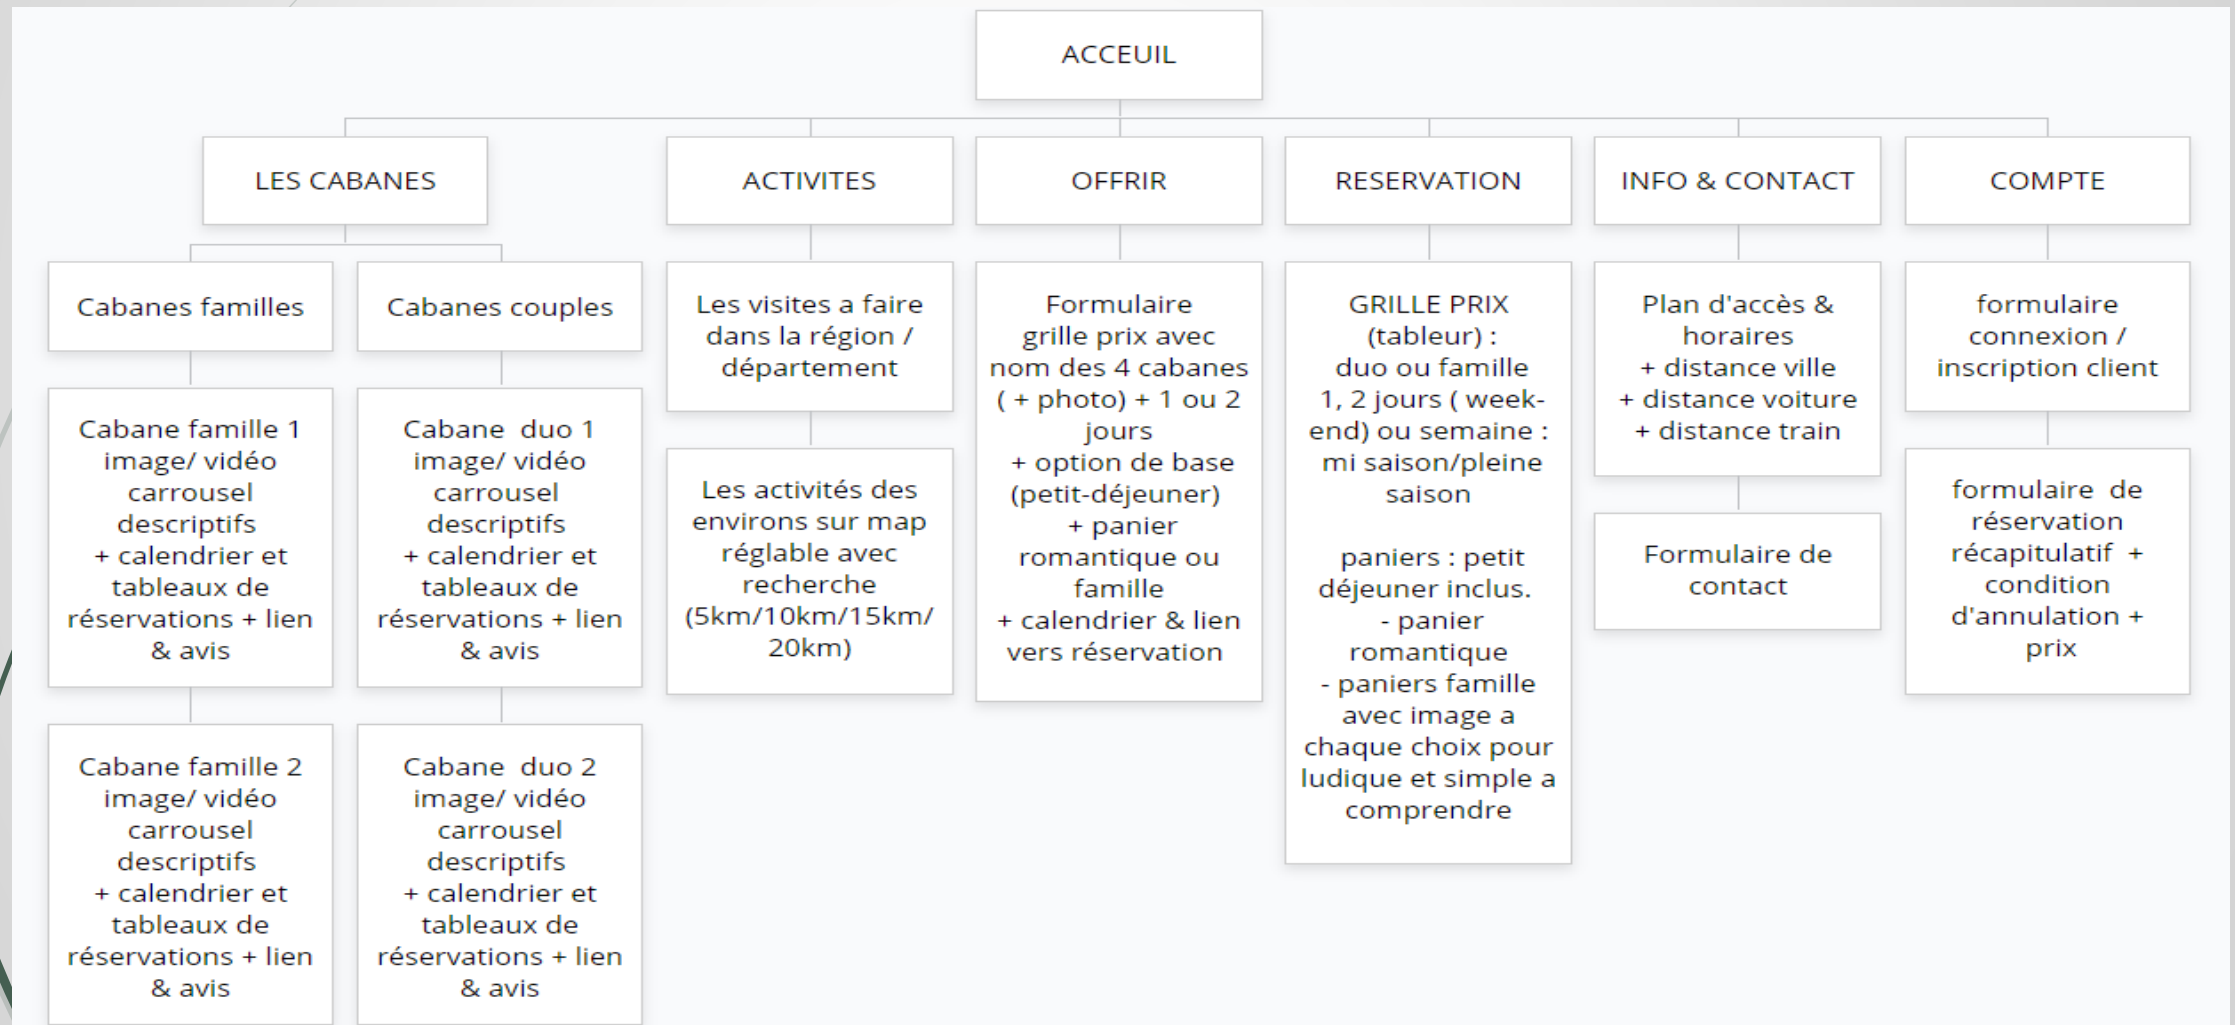 ACCEUIL
LES CABANES
ACTIVITES
OFFRIR
RESERVATION
INFO & CONTACT
COMPTE
Cabanes familles
Cabane famille 1
image/ vidéo
carrousel
descriptifs
+ calendrier et
tableaux de
réservations + lien
& avis
Cabane famille 2
image/ vidéo
carrousel
descriptifs
+ calendrier et
tableaux de
réservations + lien
& avis
Cabanes couples
Cabane  duo 1
image/ vidéo
carrousel
descriptifs
+ calendrier et
tableaux de
réservations + lien
& avis
Cabane  duo 2
image/ vidéo
carrousel
descriptifs
+ calendrier et
tableaux de
réservations + lien
& avis
Les visites a faire
dans la région /
département
Les activités des
environs sur map
réglable avec
recherche
(5km/10km/15km/
20km)
Formulaire
grille prix avec
nom des 4 cabanes
( + photo) + 1 ou 2
jours
+ option de base
(petit-déjeuner)
+ panier
romantique ou
famille
+ calendrier & lien
vers réservation
GRILLE PRIX
(tableur) :
duo ou famille
1, 2 jours ( week-
end) ou semaine :
mi saison/pleine
saison
paniers : petit
déjeuner inclus.
- panier
romantique
- paniers famille
avec image a
chaque choix pour
ludique et simple a
comprendre
Plan d'accès &
horaires
+ distance ville
+ distance voiture
+ distance train
Formulaire de
contact
formulaire
connexion /
inscription client
formulaire  de
réservation
récapitulatif  +
condition
d'annulation +
prix